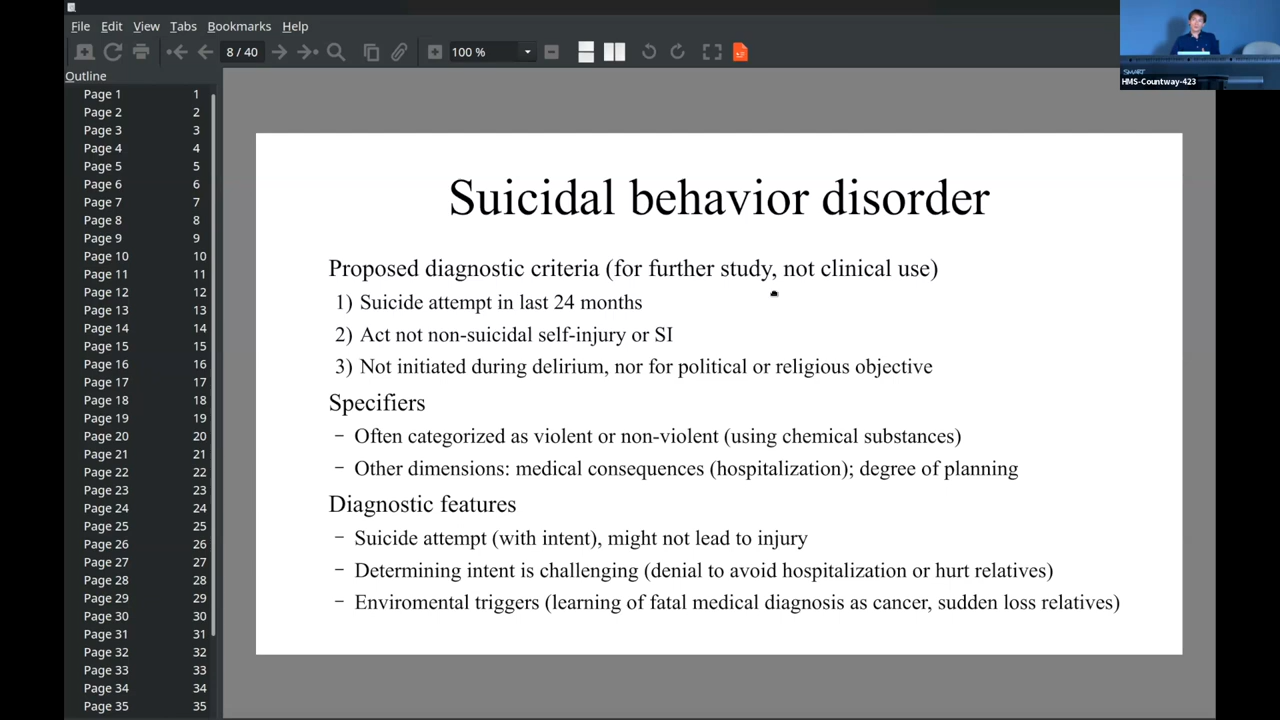 File Edit View Tabs Bookmarks Help
8 / 40
100 %
SMART
HMS-Countway-423
Outline
Page 1 1
Page 2 2
Page 3 3
Page 4 4
Page 5 5
Page 6 6
Page 7 7
Page 8 8
Page 9 9
Page 10 10
Page 11 11
Page 12 12
Page 13 13
Page 14 14
Page 15 15
Page 16 16
Page 17 17
Page 18 18
Page 19 19
Page 20 20
Page 21 21
Page 22 22
Page 23 23
Page 24 24
Page 25 25
Page 26 26
Page 27 27
Page 28 28
Page 29 29
Page 30 30
Page 31 31
Page 32 32
Page 33 33
Page 34 34
Page 35 35
Suicidal behavior disorder
Proposed diagnostic criteria (for further study, not clinical use)
1) Suicide attempt in last 24 months
2) Act not non-suicidal self-injury or SI
3) Not initiated during delirium, nor for political or religious objective
Specifiers
– Often categorized as violent or non-violent (using chemical substances)
– Other dimensions: medical consequences (hospitalization); degree of planning
Diagnostic features
– Suicide attempt (with intent), might not lead to injury
– Determining intent is challenging (denial to avoid hospitalization or hurt relatives)
– Enviromental triggers (learning of fatal medical diagnosis as cancer, sudden loss relatives)